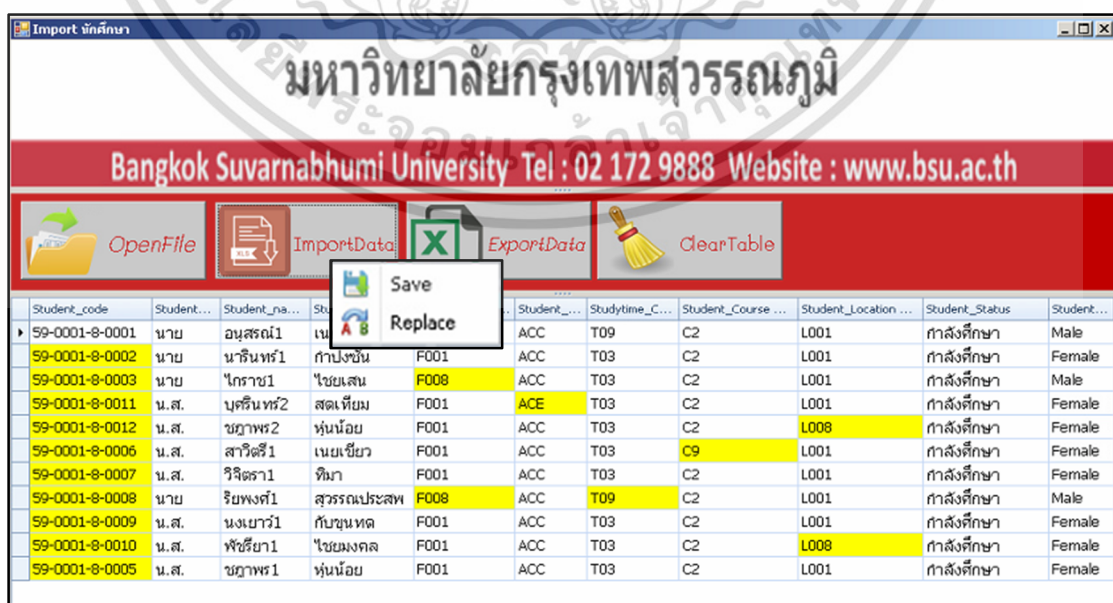 Import นักศึกษา
มหาวิทยาลัยกรุงเทพสุวรรณภูมิ
Bangkok Suvarnabhumi University Tel : 02 172 9888 Website : www.bsu.ac.th
OpenFile ImportData ExportData ClearTable
Save
Replace
Student_code Student... Student_na... Student_... Studytime_C... Student_Course ... Student_Location ... Student_Status Student...
59-0001-8-0001 นาย อนุสรณ์1 ACC T09 C2 L001 กำลังศึกษา Male
59-0001-8-0002 นาย นารินทร์1 กำปั่งชั้น F001 ACC T03 C2 L001 กำลังศึกษา Female
59-0001-8-0003 นาย ไกราช1 ไชยเสน F008 ACC T03 C2 L001 กำลังศึกษา Male
59-0001-8-0011 น.ส. บุศรินทร์2 สดเทียม F001 ACE T03 C2 L001 กำลังศึกษา Female
59-0001-8-0012 น.ส. ชฎาพร2 หุ่นน้อย F001 ACC T03 C2 L008 กำลังศึกษา Female
59-0001-8-0006 น.ส. สาวิตรี1 เนยเขียว F001 ACC T03 C9 L001 กำลังศึกษา Female
59-0001-8-0007 น.ส. วิจิตรา1 ทิมา F001 ACC T03 C2 L001 กำลังศึกษา Female
59-0001-8-0008 นาย ริยพงศ์1 สุวรรณประสพ F008 ACC T09 C2 L001 กำลังศึกษา Male
59-0001-8-0009 น.ส. นงเยาว์1 กับขุนทด F001 ACC T03 C2 L001 กำลังศึกษา Female
59-0001-8-0010 น.ส. พัชรียา1 ไชยมงคล F001 ACC T03 C2 L008 กำลังศึกษา Female
59-0001-8-0005 น.ส. ชฎาพร1 หุ่นน้อย F001 ACC T03 C2 L001 กำลังศึกษา Female